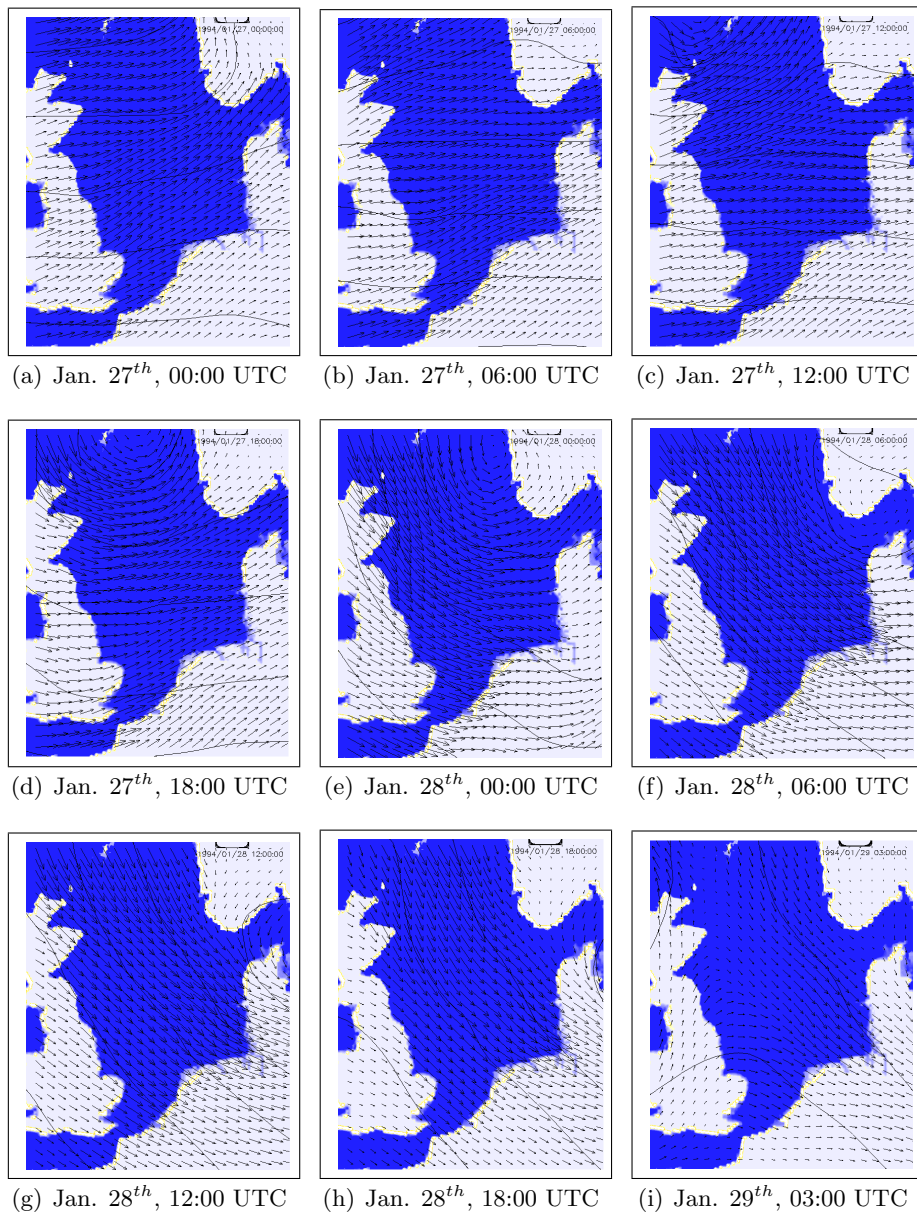 1994/01/27 00:00:00
1994/01/27 06:00:00
1994/01/27 12:00:00
(a) Jan. 27th, 00:00 UTC
(b) Jan. 27th, 06:00 UTC
(c) Jan. 27th, 12:00 UTC
1994/01/27 18:00:00
1994/01/28 00:00:00
1994/01/28 06:00:00
(d) Jan. 27th, 18:00 UTC
(e) Jan. 28th, 00:00 UTC
(f) Jan. 28th, 06:00 UTC
1994/01/28 12:00:00
1994/01/28 18:00:00
1994/01/29 03:00:00
(g) Jan. 28th, 12:00 UTC
(h) Jan. 28th, 18:00 UTC
(i) Jan. 29th, 03:00 UTC